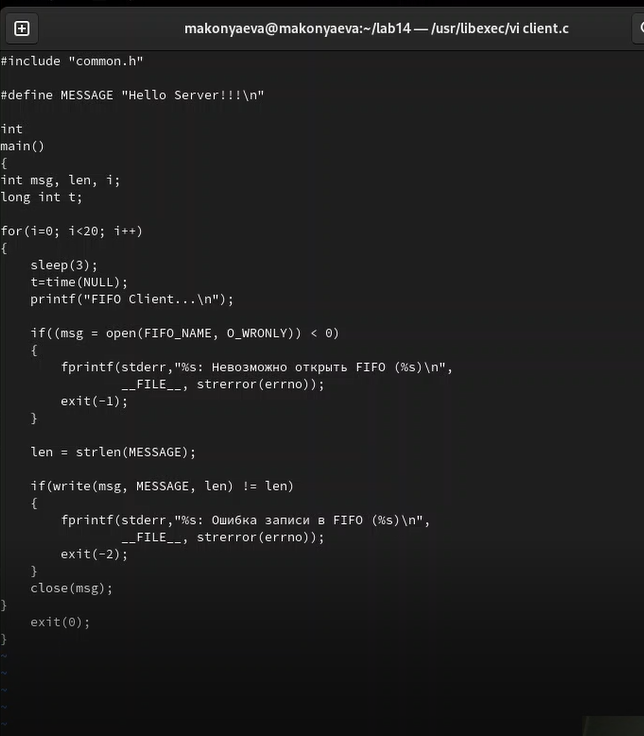 makonyaeva@makonyaeva:~/lab14 — /usr/libexec/vi client.c
#include "common.h"
#define MESSAGE "Hello Server!!!\n"
int
main()
{
int msg, len, i;
long int t;
for(i=0; i<20; i++)
{
    sleep(3);
    t=time(NULL);
    printf("FIFO Client...\n");
    if((msg = open(FIFO_NAME, O_WRONLY)) < 0)
    {
        fprintf(stderr,"%s: Невозможно открыть FIFO (%s)\n",
                __FILE__, strerror(errno));
        exit(-1);
    }
    len = strlen(MESSAGE);
    if(write(msg, MESSAGE, len) != len)
    {
        fprintf(stderr,"%s: Ошибка записи в FIFO (%s)\n",
                __FILE__, strerror(errno));
        exit(-2);
    }
    close(msg);
}
    exit(0);
}
~
~
~
~
~